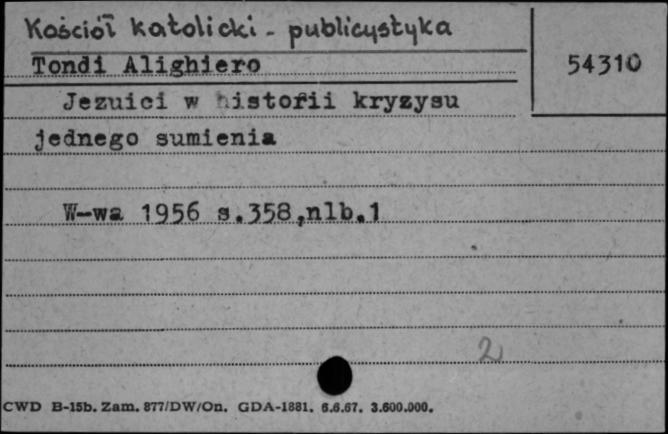 Kościół katolicki - publicystyka
54310
Tondi Alighiero
Jezuici w historii kryzysu
jednego sumienia
W-wa 1956 s.358,nlb.1
2
CWD B-15b. Zam. 877/DW/On. GDA-1881. 6.6.67. 3.600.000.